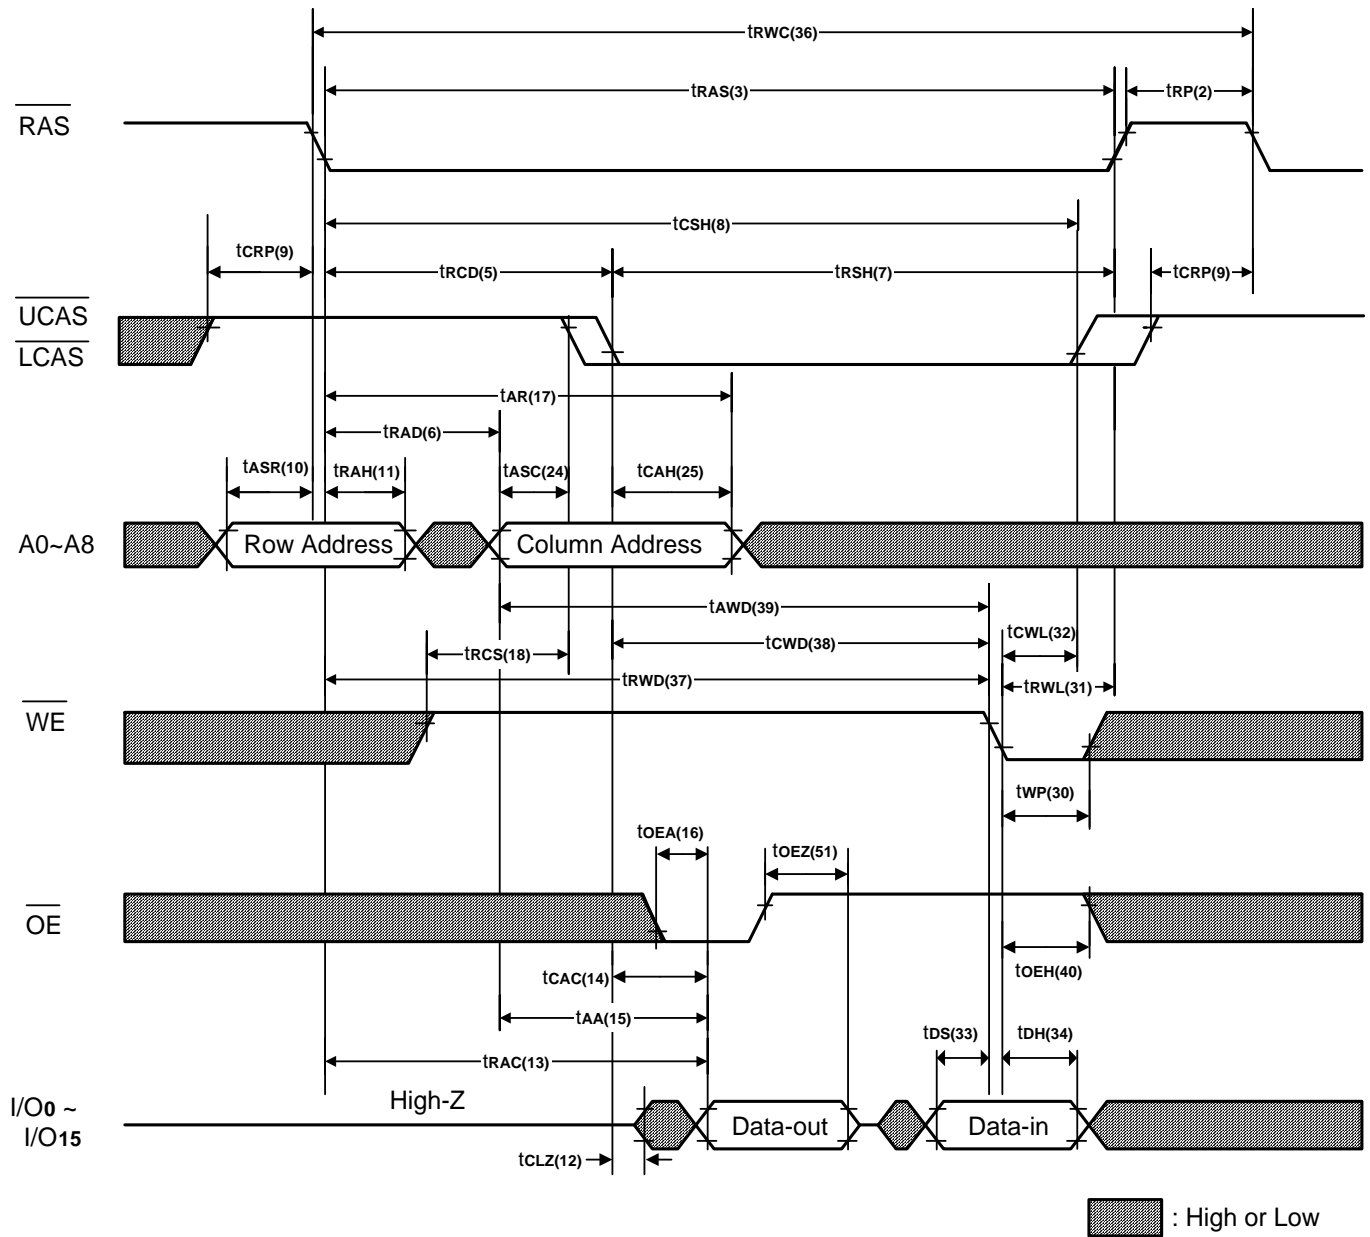 tRWC(36)
tRAS(3)
tRP(2)
RAS
tCSH(8)
tCRP(9)
tRCD(5)
tRSH(7)
tCRP(9)
UCAS
LCAS
tAR(17)
tRAD(6)
tASR(10)
tRAH(11)
tASC(24)
tCAH(25)
A0~A8
Row Address
Column Address
tAWD(39)
tCWL(32)
tCWD(38)
tRCS(18)
tRWD(37)
tRWL(31)
WE
tWP(30)
tOEA(16)
tOEZ(51)
OE
tOEH(40)
tCAC(14)
tAA(15)
tDS(33)
tDH(34)
tRAC(13)
High-Z
I/O0 ~
I/O15
Data-out
Data-in
tCLZ(12)
: High or Low